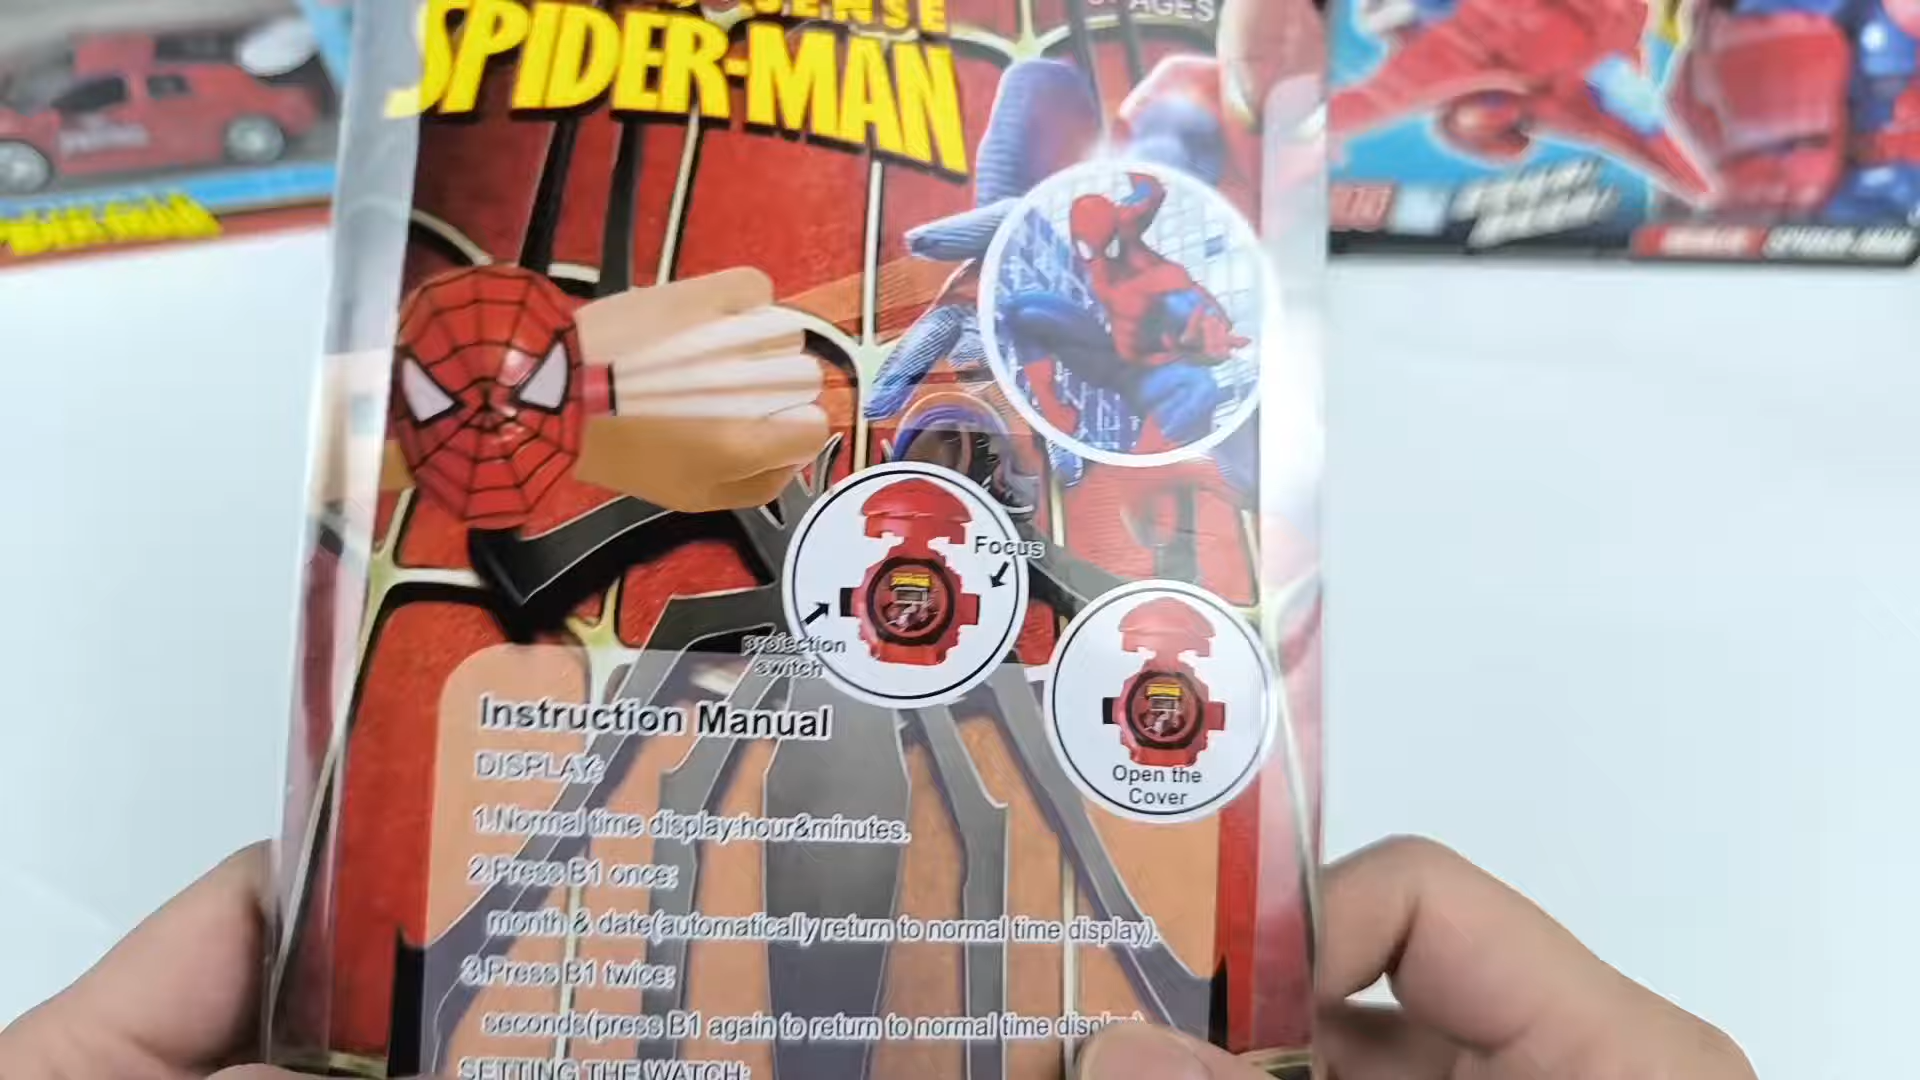 SENSE
SPIDER-MAN
Focus
projection
switch
Open the
Cover
Instruction Manual
DISPLAY:
1.Normal time display:hour&minutes.
2.Press B1 once:
month & date(automatically return to normal time display).
3.Press B1 twice:
seconds(press B1 again to return to normal time display)
SETTING THE WATCH: